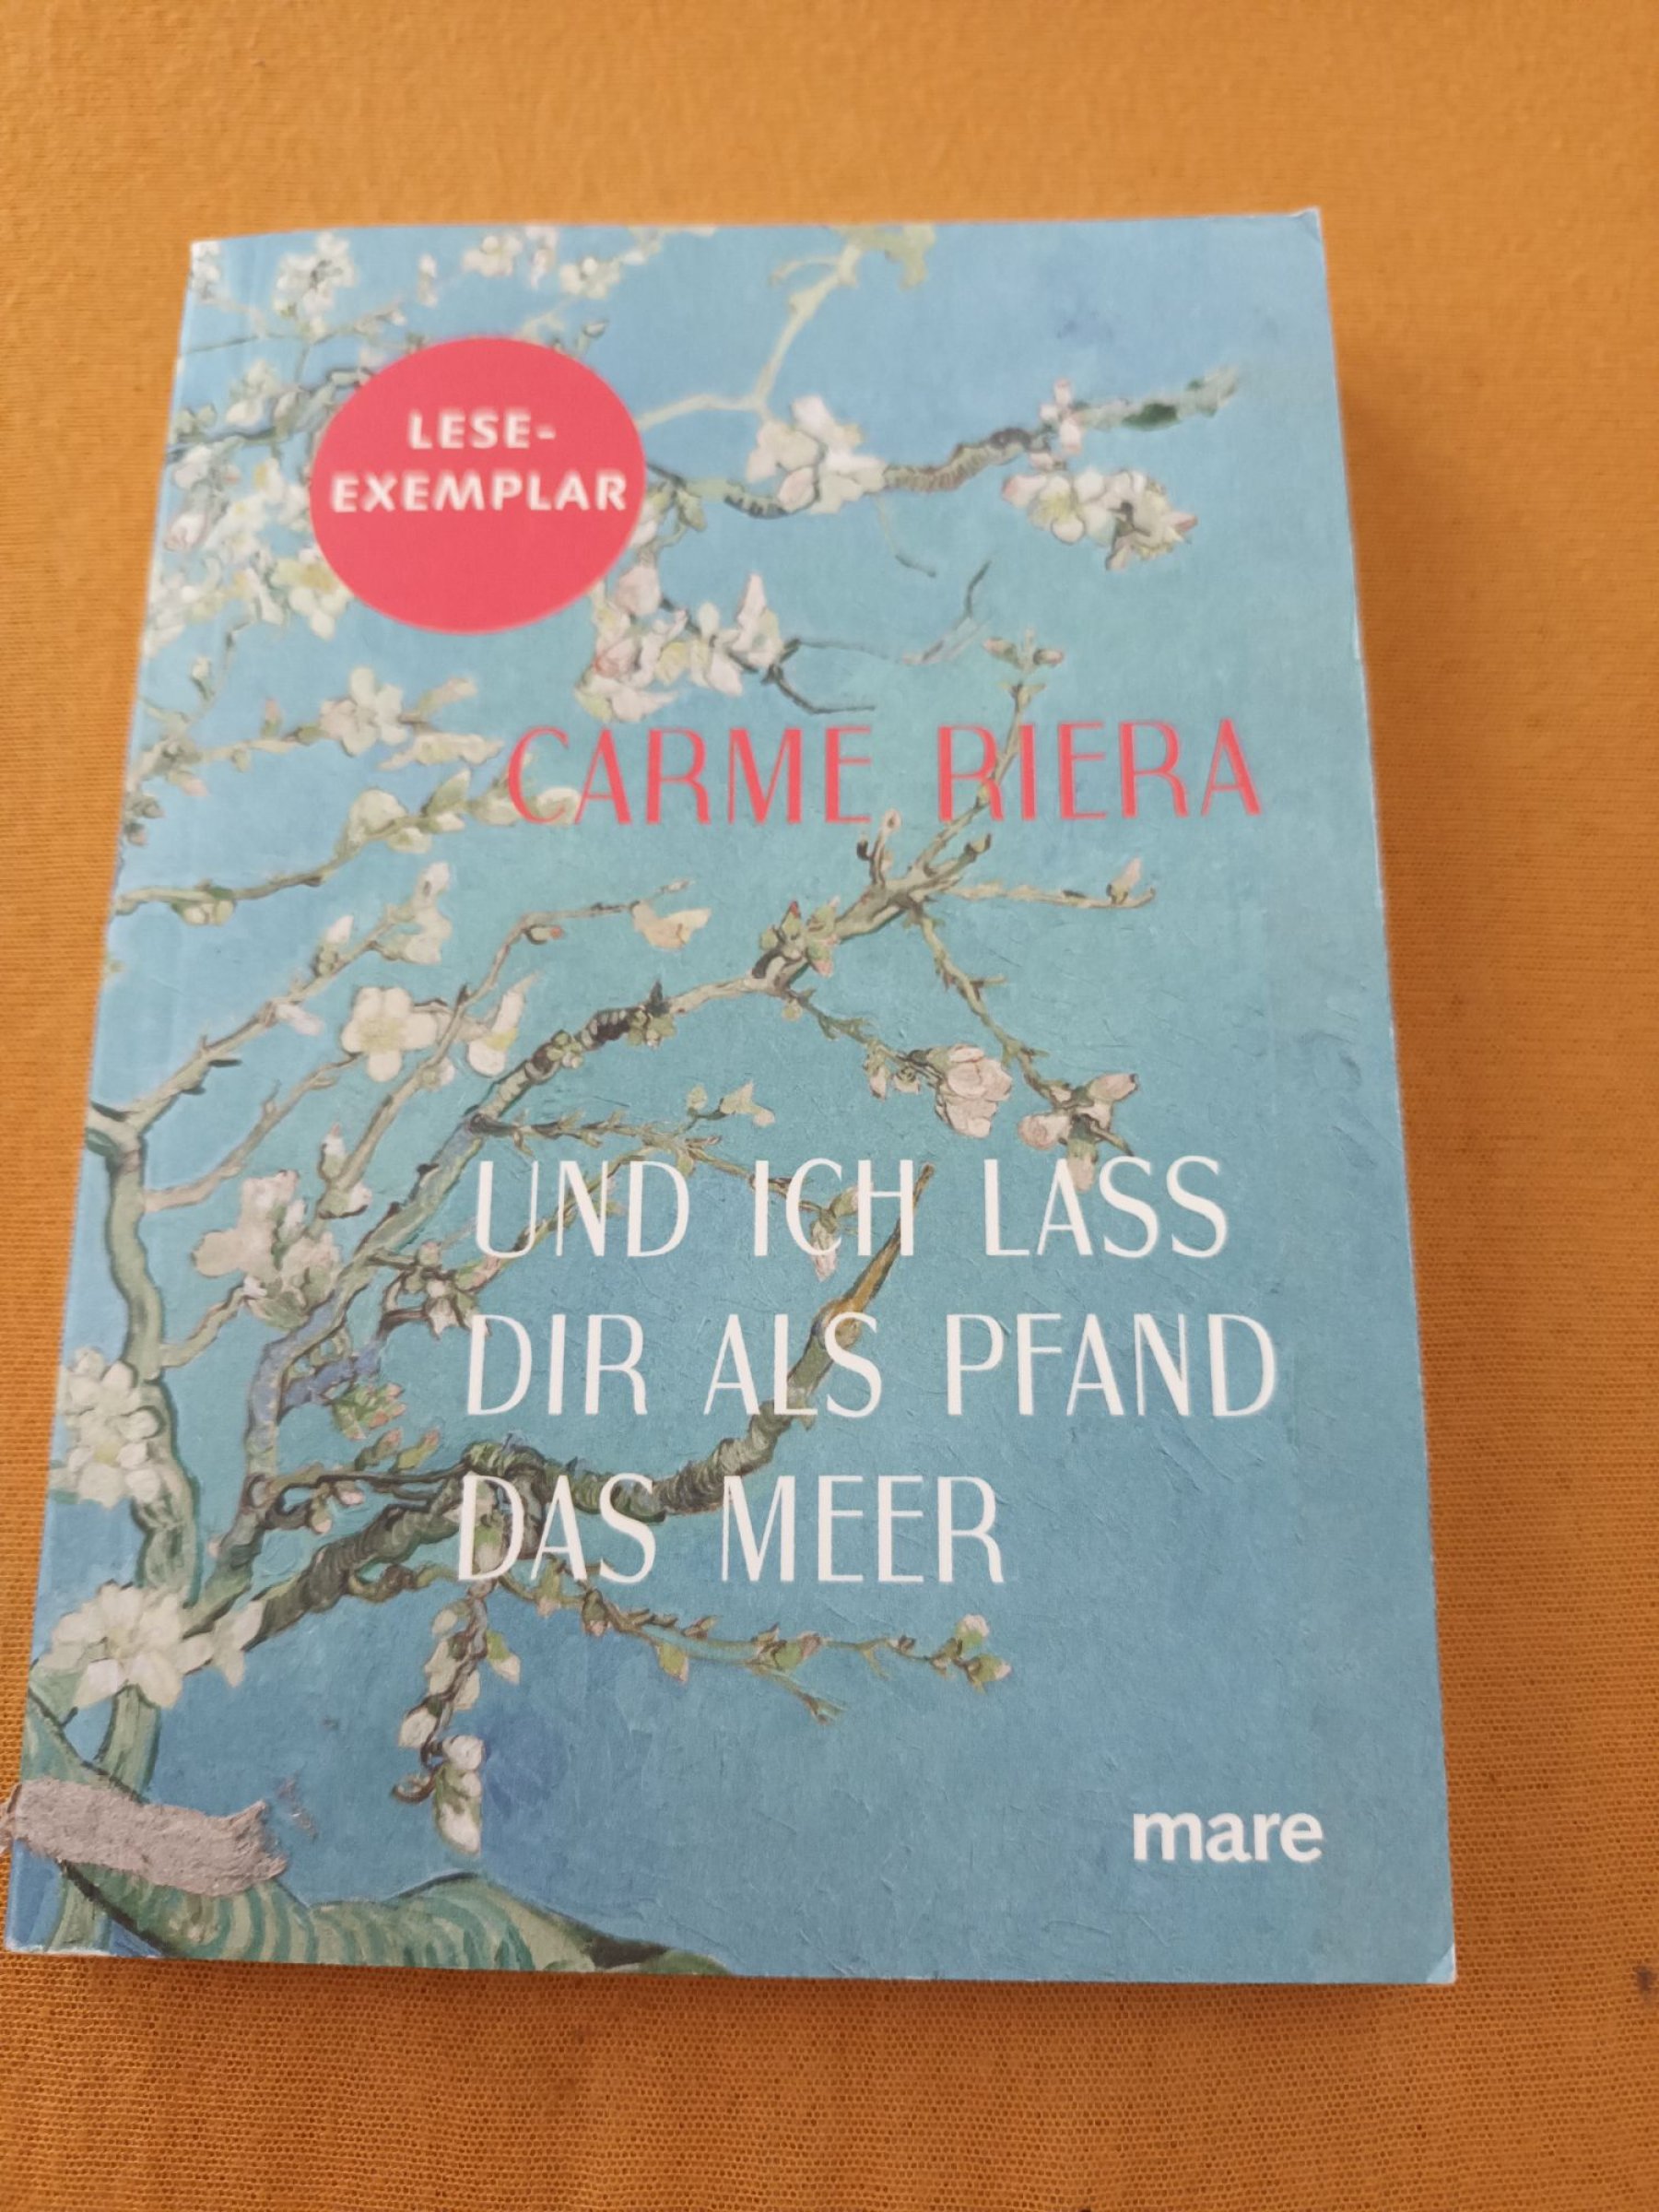 LESE-
EXEMPLAR
CARME RIERA
UND ICH LASS
DIR ALS PFAND
DAS MEER
mare